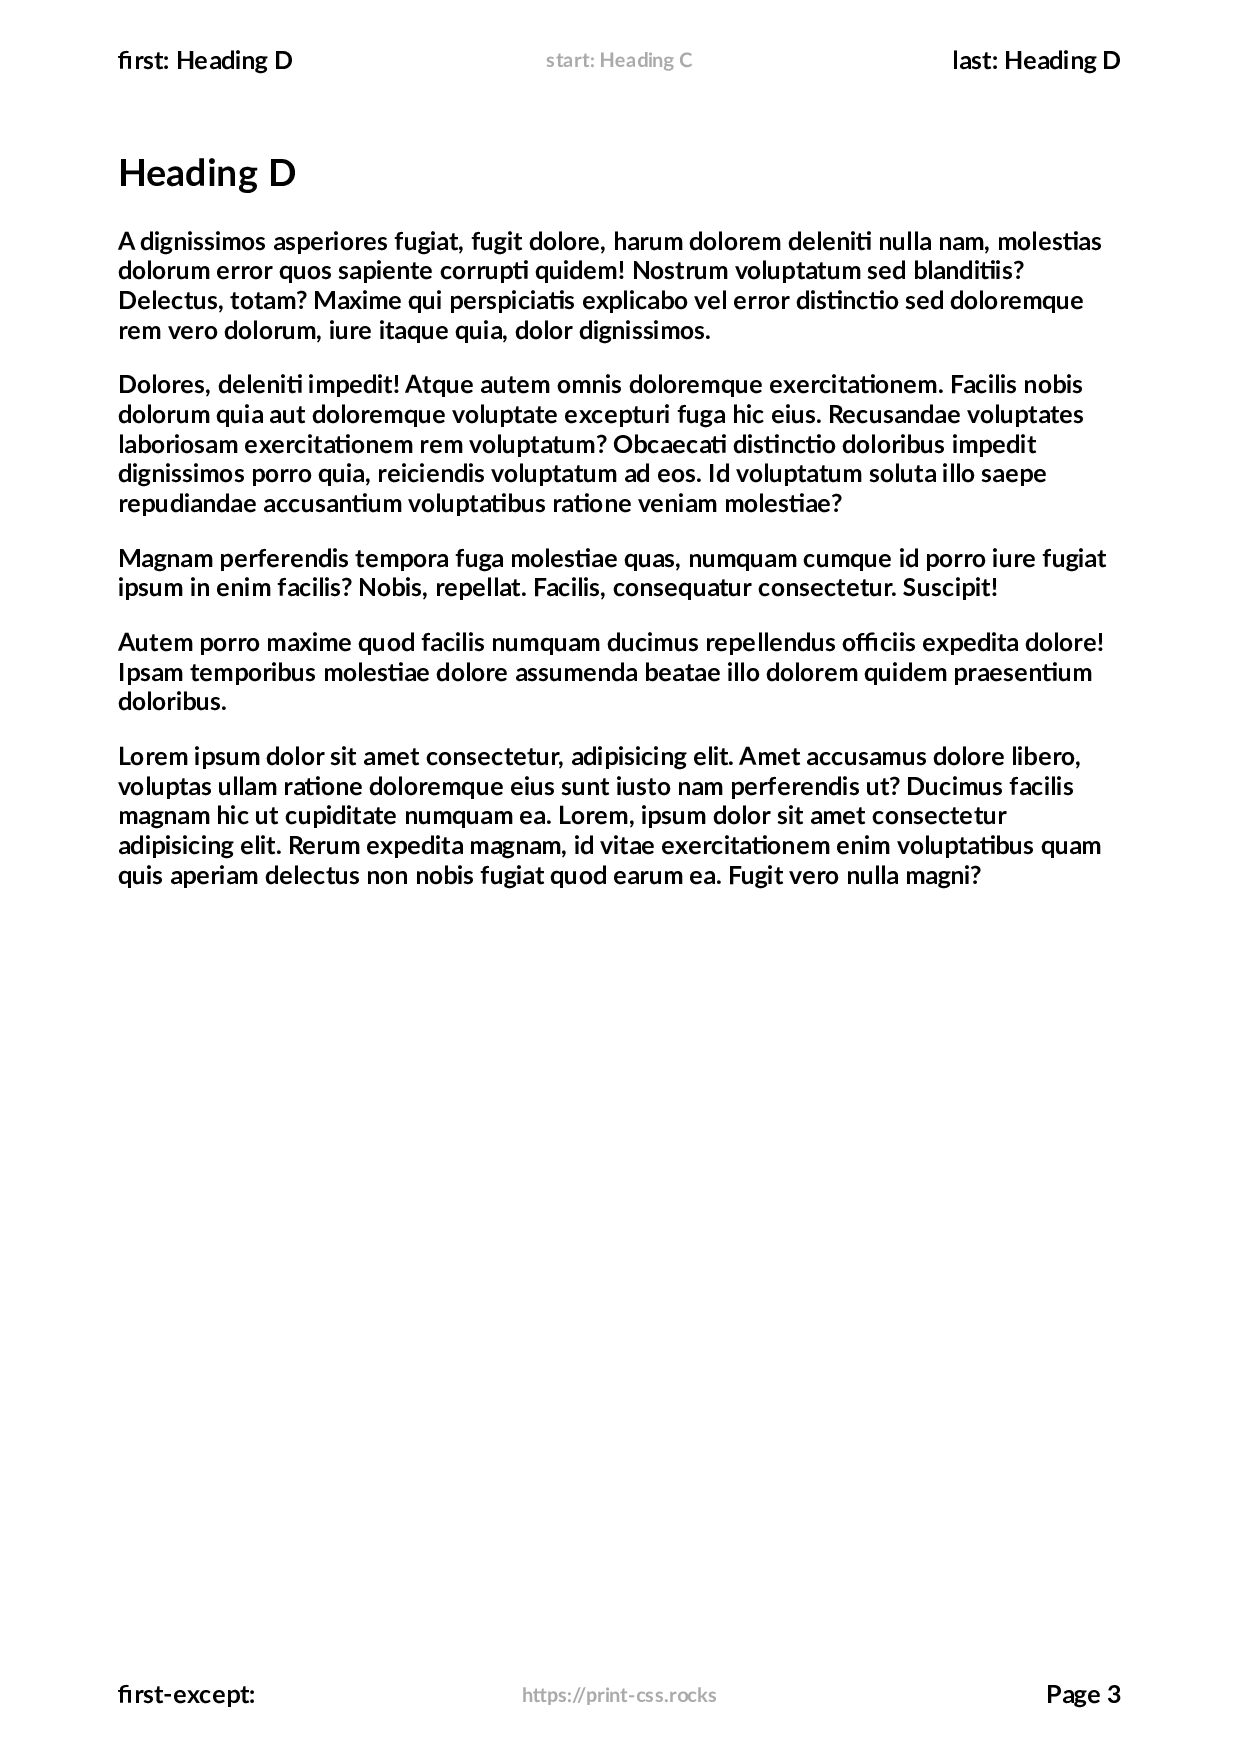 first: Heading D
start: Heading C
last: Heading D
Heading D
A dignissimos asperiores fugiat, fugit dolore, harum dolorem deleniti nulla nam, molestias
dolorum error quos sapiente corrupti quidem! Nostrum voluptatum sed blanditiis?
Delectus, totam? Maxime qui perspiciatis explicabo vel error distinctio sed doloremque
rem vero dolorum, iure itaque quia, dolor dignissimos.
Dolores, deleniti impedit! Atque autem omnis doloremque exercitationem. Facilis nobis
dolorum quia aut doloremque voluptate excepturi fuga hic eius. Recusandae voluptates
laboriosam exercitationem rem voluptatum? Obcaecati distinctio doloribus impedit
dignissimos porro quia, reiciendis voluptatum ad eos. Id voluptatum soluta illo saepe
repudiandae accusantium voluptatibus ratione veniam molestiae?
Magnam perferendis tempora fuga molestiae quas, numquam cumque id porro iure fugiat
ipsum in enim facilis? Nobis, repellat. Facilis, consequatur consectetur. Suscipit!
Autem porro maxime quod facilis numquam ducimus repellendus officiis expedita dolore!
Ipsam temporibus molestiae dolore assumenda beatae illo dolorem quidem praesentium
doloribus.
Lorem ipsum dolor sit amet consectetur, adipisicing elit. Amet accusamus dolore libero,
voluptas ullam ratione doloremque eius sunt iusto nam perferendis ut? Ducimus facilis
magnam hic ut cupiditate numquam ea. Lorem, ipsum dolor sit amet consectetur
adipisicing elit. Rerum expedita magnam, id vitae exercitationem enim voluptatibus quam
quis aperiam delectus non nobis fugiat quod earum ea. Fugit vero nulla magni?
first-except:
https://print-css.rocks
Page 3